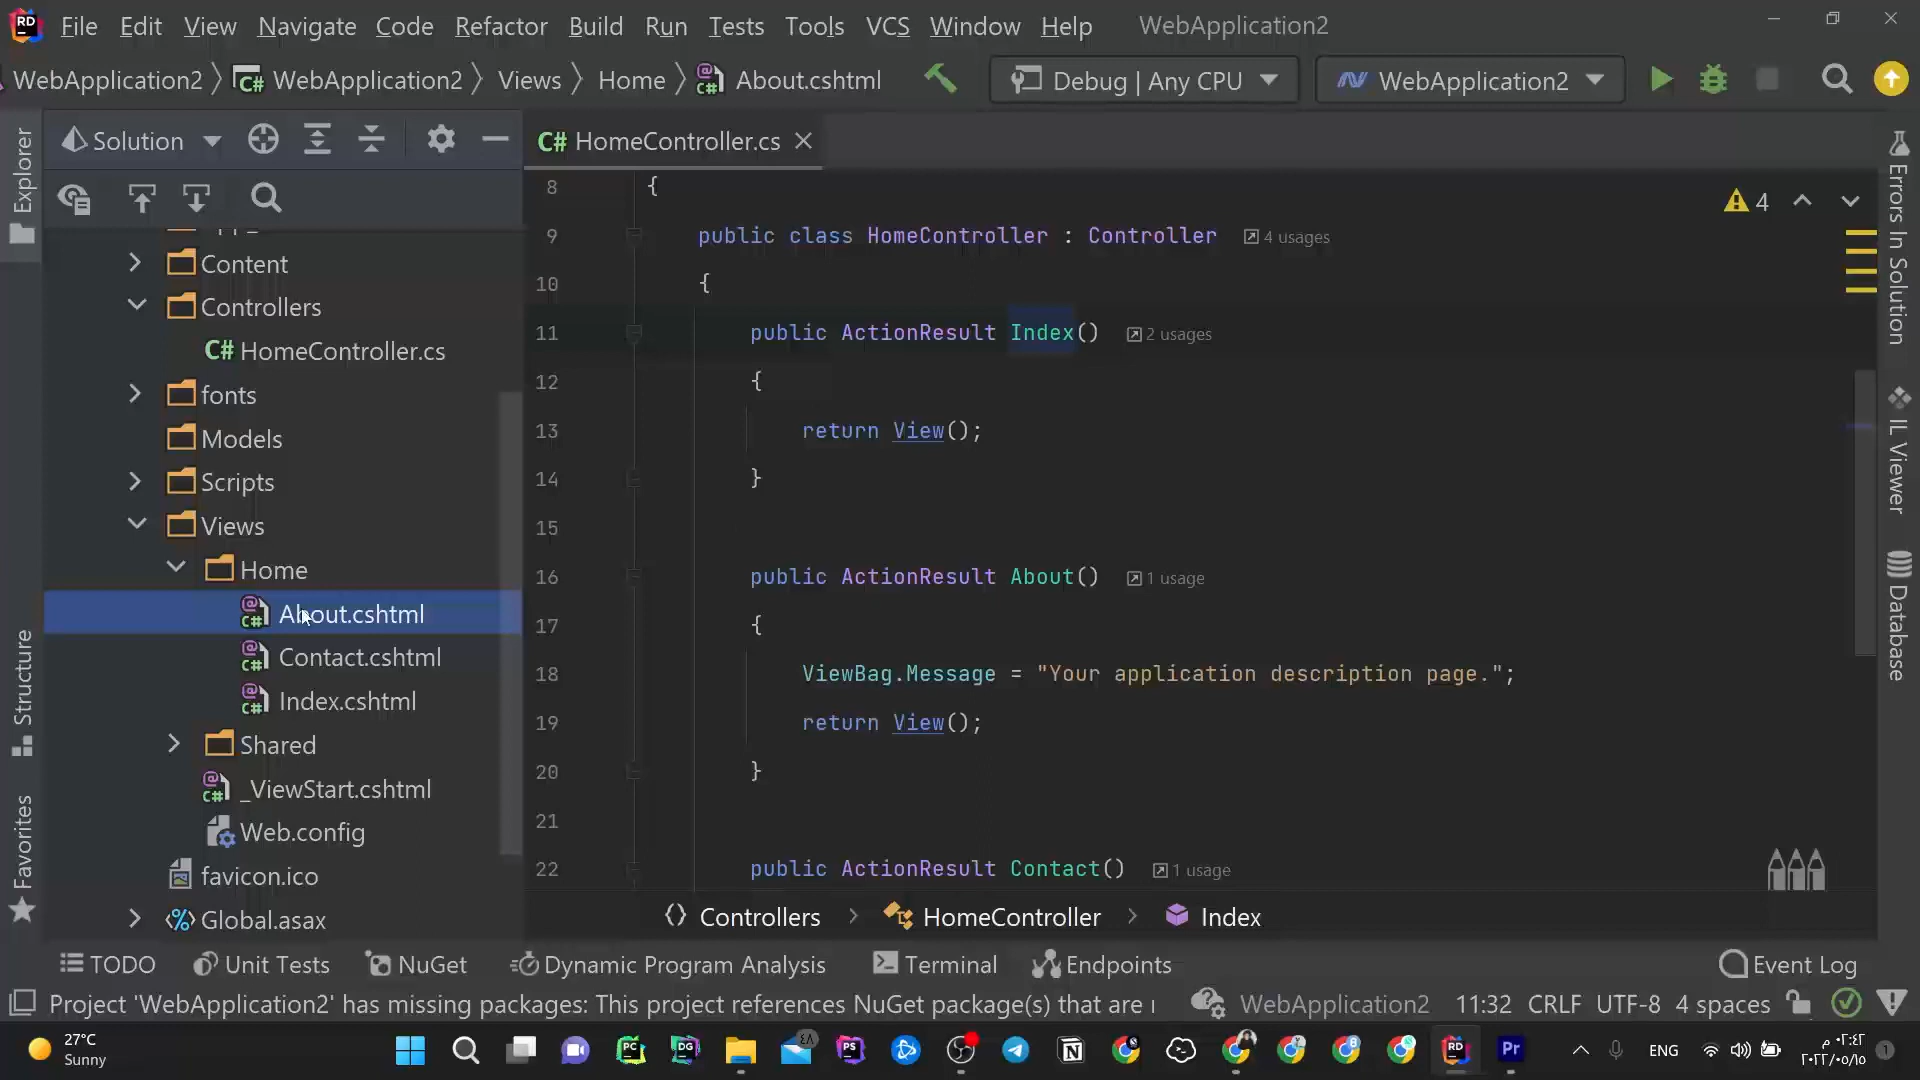 File Edit View Navigate Code Refactor Build Run Tests Tools VCS Window Help WebApplication2
WebApplication2 WebApplication2 Views Home About.cshtml Debug | Any CPU WebApplication2
Explorer
Solution
C# HomeController.cs
Content
Controllers
C# HomeController.cs
fonts
Models
Scripts
Views
Home
About.cshtml
Contact.cshtml
Index.cshtml
Shared
_ViewStart.cshtml
Web.config
favicon.ico
Global.asax
Structure
Favorites
8 {
9 public class HomeController : Controller 4 usages
10 {
11 public ActionResult Index() 2 usages
12 {
13 return View();
14 }
15
16 public ActionResult About() 1 usage
17 {
18 ViewBag.Message = "Your application description page.";
19 return View();
20 }
21
22 public ActionResult Contact() 1 usage
4
Errors In Solution
IL Viewer
Database
Controllers HomeController Index
TODO Unit Tests NuGet Dynamic Program Analysis Terminal Endpoints Event Log
Project 'WebApplication2' has missing packages: This project references NuGet package(s) that are WebApplication2 11:32 CRLF UTF-8 4 spaces
27°C
Sunny
ENG
٠٢:٤٢ م
٢٠٢٢/٠٥/١٥